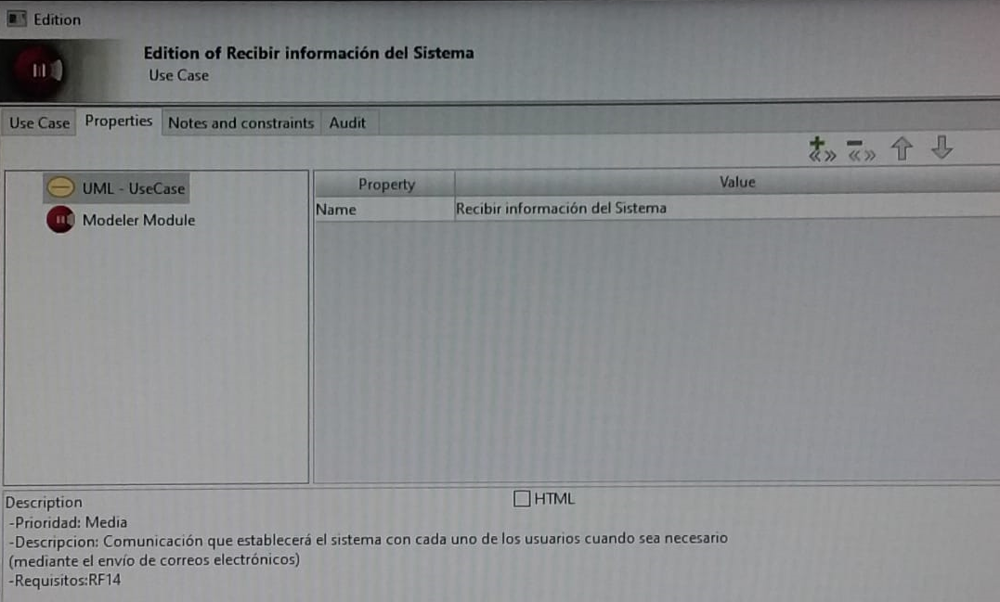 Edition
Edition of Recibir información del Sistema
Use Case
Use Case Properties Notes and constraints Audit
UML - UseCase
Modeler Module
Property Value
Name Recibir información del Sistema
Description HTML
-Prioridad: Media
-Descripcion: Comunicación que establecerá el sistema con cada uno de los usuarios cuando sea necesario
(mediante el envío de correos electrónicos)
-Requisitos:RF14